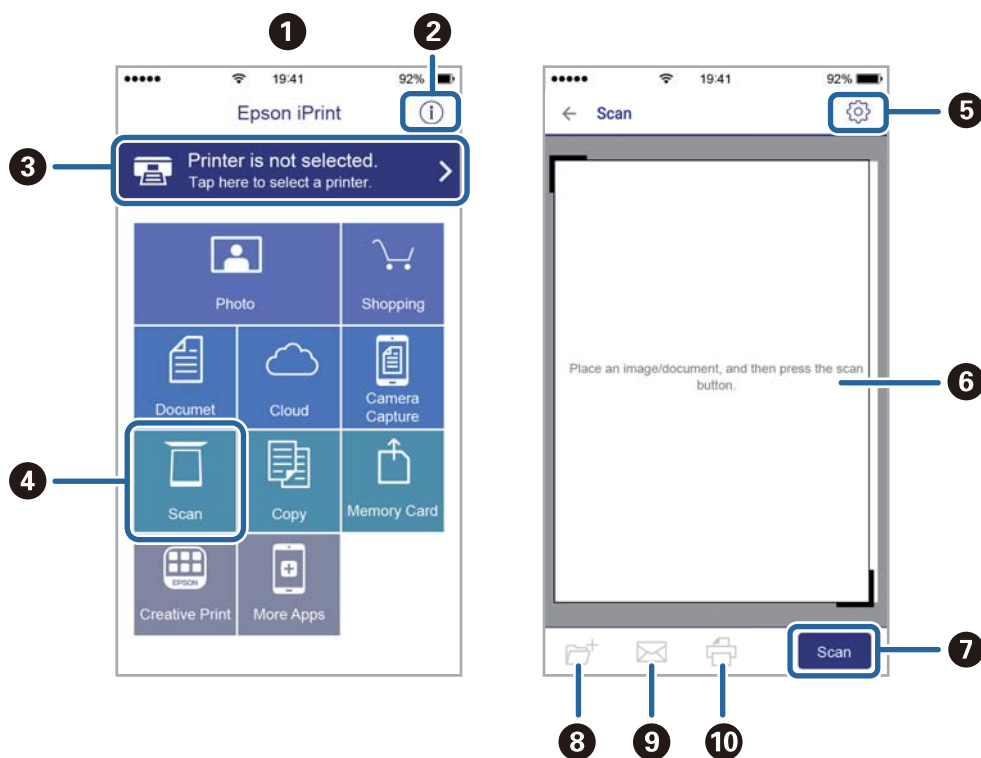 1
2
19:41
92%
Epson iPrint
i
3
Printer is not selected.
Tap here to select a printer.
Photo
Shopping
Documet
Cloud
Camera
Capture
4
Scan
Copy
Memory Card
EPSON
Creative Print
More Apps
19:41
92%
Scan
5
Place an image/document, and then press the scan
button.
6
Scan
7
8
9
10